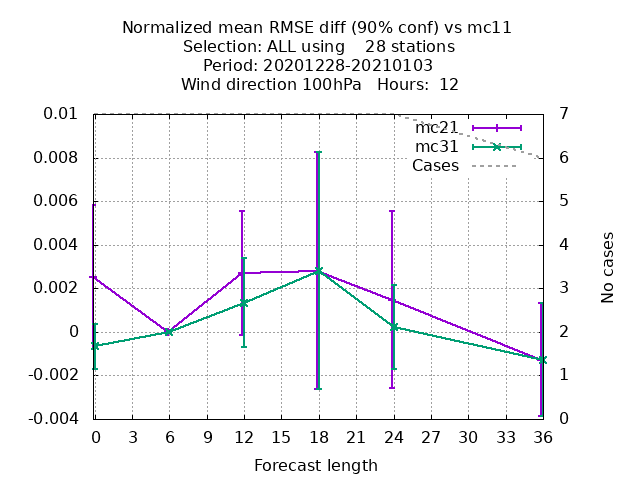 Normalized mean RMSE diff (90% conf) vs mc11
Selection: ALL using    28 stations
Period: 20201228-20210103
Wind direction 100hPa   Hours:  12
0.01
0.008
0.006
0.004
0.002
0
-0.002
-0.004
7
6
5
4
3
2
1
0
mc21
mc31
Cases
No cases
0 3 6 9 12 15 18 21 24 27 30 33 36
Forecast length